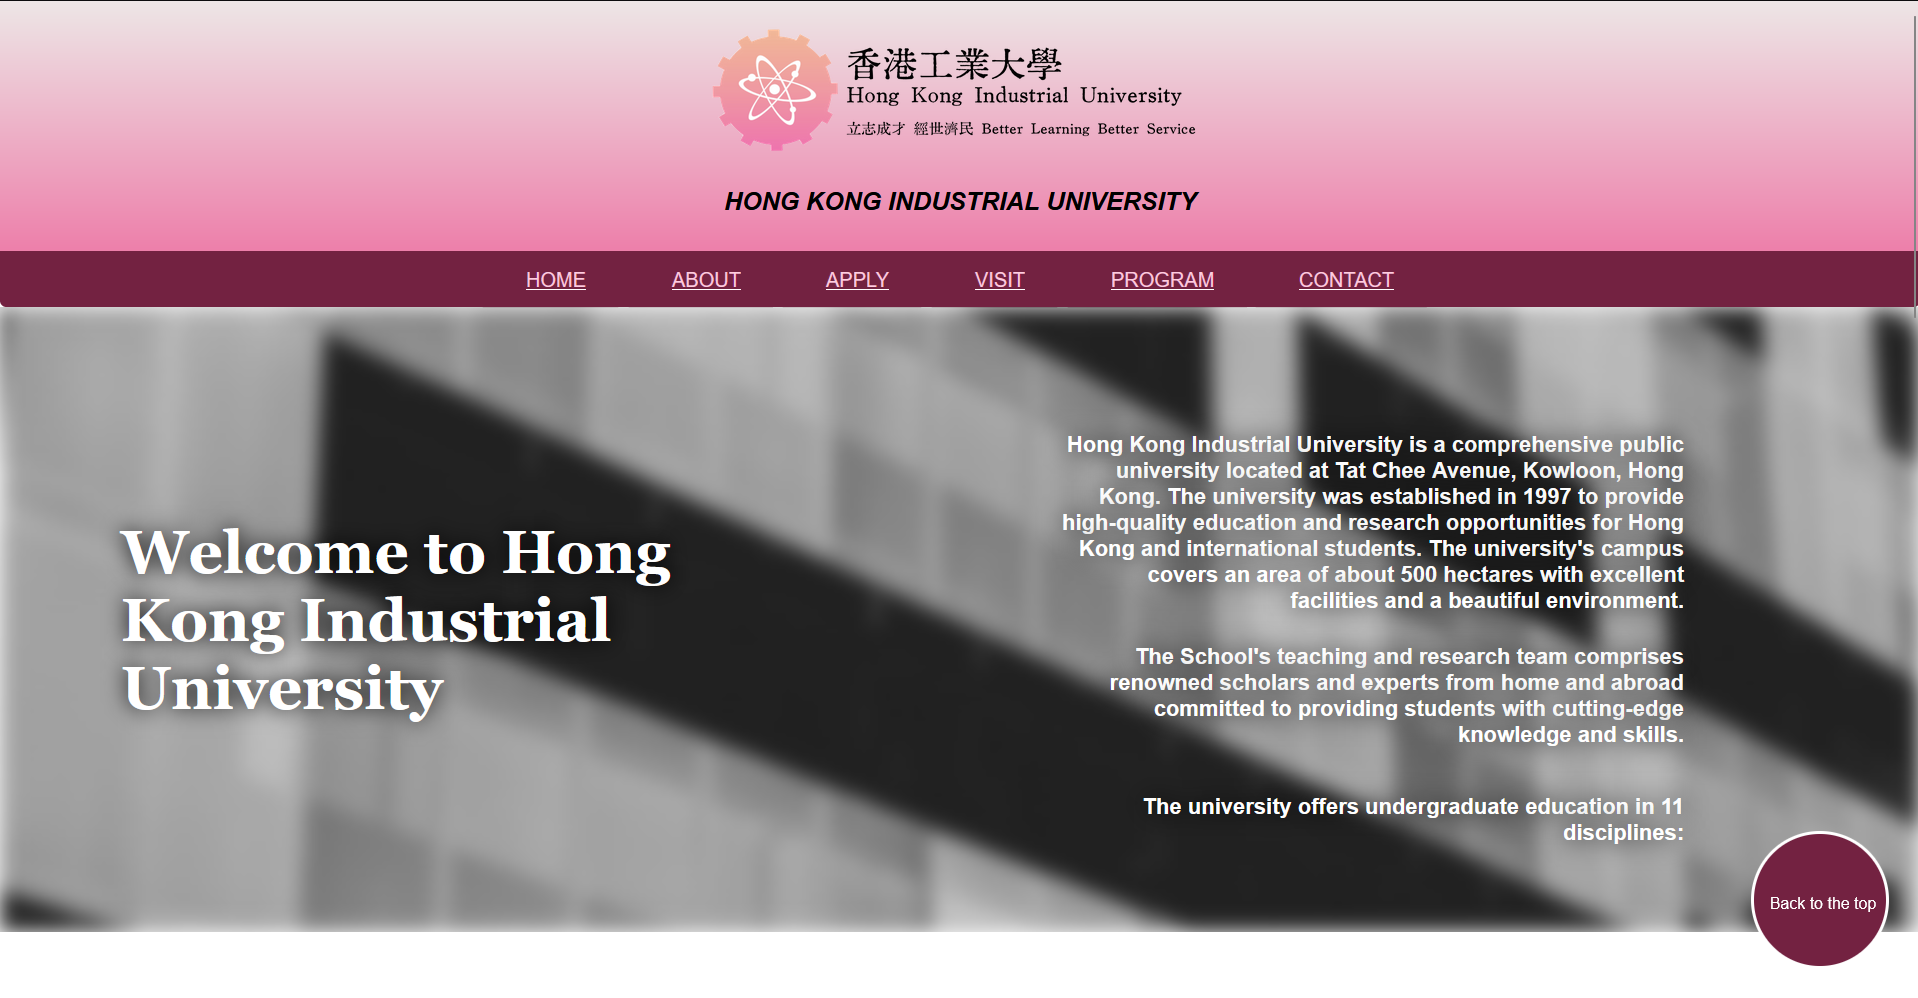 香港工業大學
Hong Kong Industrial University
立志成才 經世濟民 Better Learning Better Service
HONG KONG INDUSTRIAL UNIVERSITY
HOME ABOUT APPLY VISIT PROGRAM CONTACT
Welcome to Hong
Kong Industrial
University
Hong Kong Industrial University is a comprehensive public
university located at Tat Chee Avenue, Kowloon, Hong
Kong. The university was established in 1997 to provide
high-quality education and research opportunities for Hong
Kong and international students. The university's campus
covers an area of about 500 hectares with excellent
facilities and a beautiful environment.
The School's teaching and research team comprises
renowned scholars and experts from home and abroad
committed to providing students with cutting-edge
knowledge and skills.
The university offers undergraduate education in 11
disciplines:
Back to the top